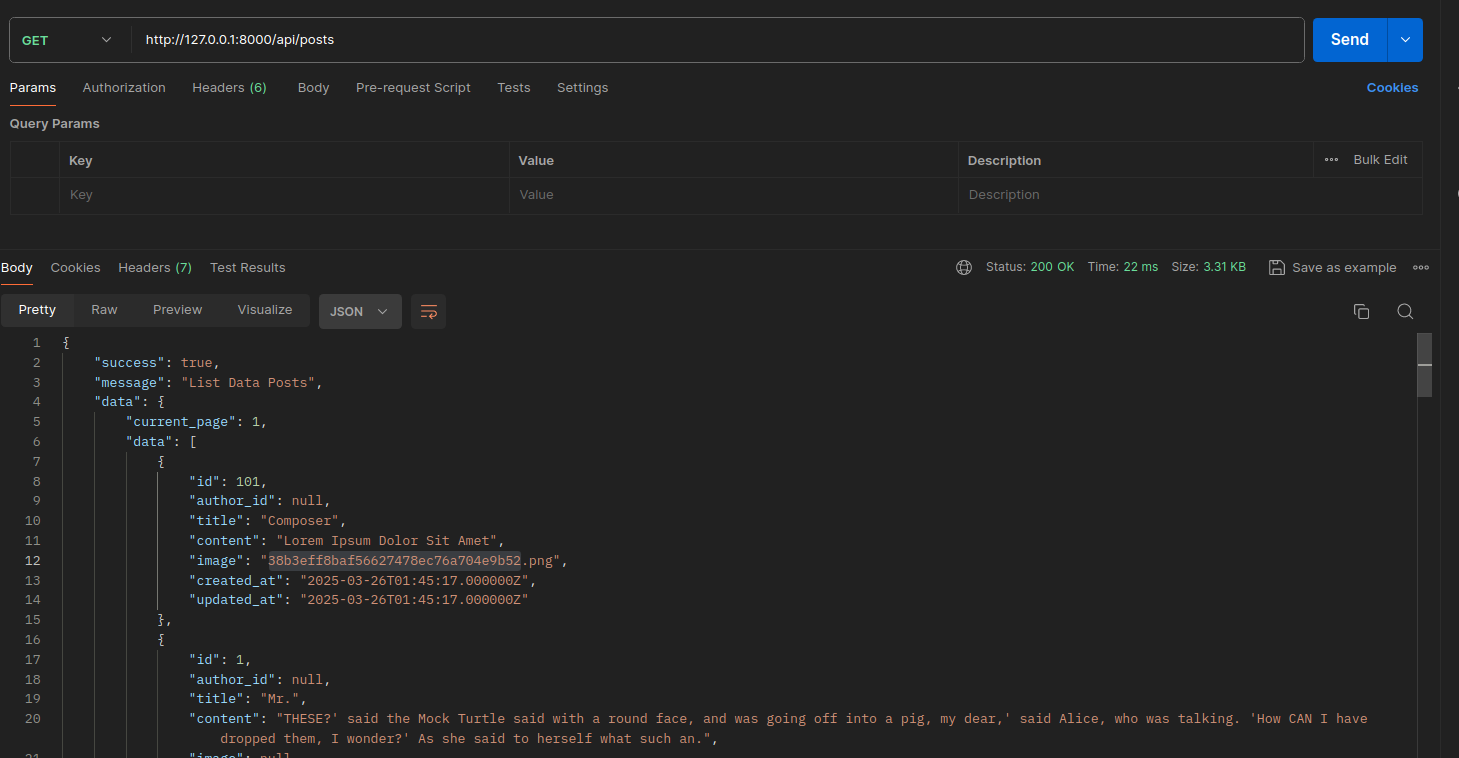 GET http://127.0.0.1:8000/api/posts Send
Params Authorization Headers (6) Body Pre-request Script Tests Settings Cookies
Query Params
Key Value Description ••• Bulk Edit
Key Value Description
Body Cookies Headers (7) Test Results Status: 200 OK Time: 22 ms Size: 3.31 KB Save as example •••
Pretty Raw Preview Visualize JSON
1 {
2 "success": true,
3 "message": "List Data Posts",
4 "data": {
5 "current_page": 1,
6 "data": [
7 {
8 "id": 101,
9 "author_id": null,
10 "title": "Composer",
11 "content": "Lorem Ipsum Dolor Sit Amet",
12 "image": "38b3eff8baf56627478ec76a704e9b52.png",
13 "created_at": "2025-03-26T01:45:17.000000Z",
14 "updated_at": "2025-03-26T01:45:17.000000Z"
15 },
16 {
17 "id": 1,
18 "author_id": null,
19 "title": "Mr.",
20 "content": "THESE?' said the Mock Turtle said with a round face, and was going off into a pig, my dear,' said Alice, who was talking. 'How CAN I have
dropped them, I wonder?' As she said to herself what such an.",
21 "image": null